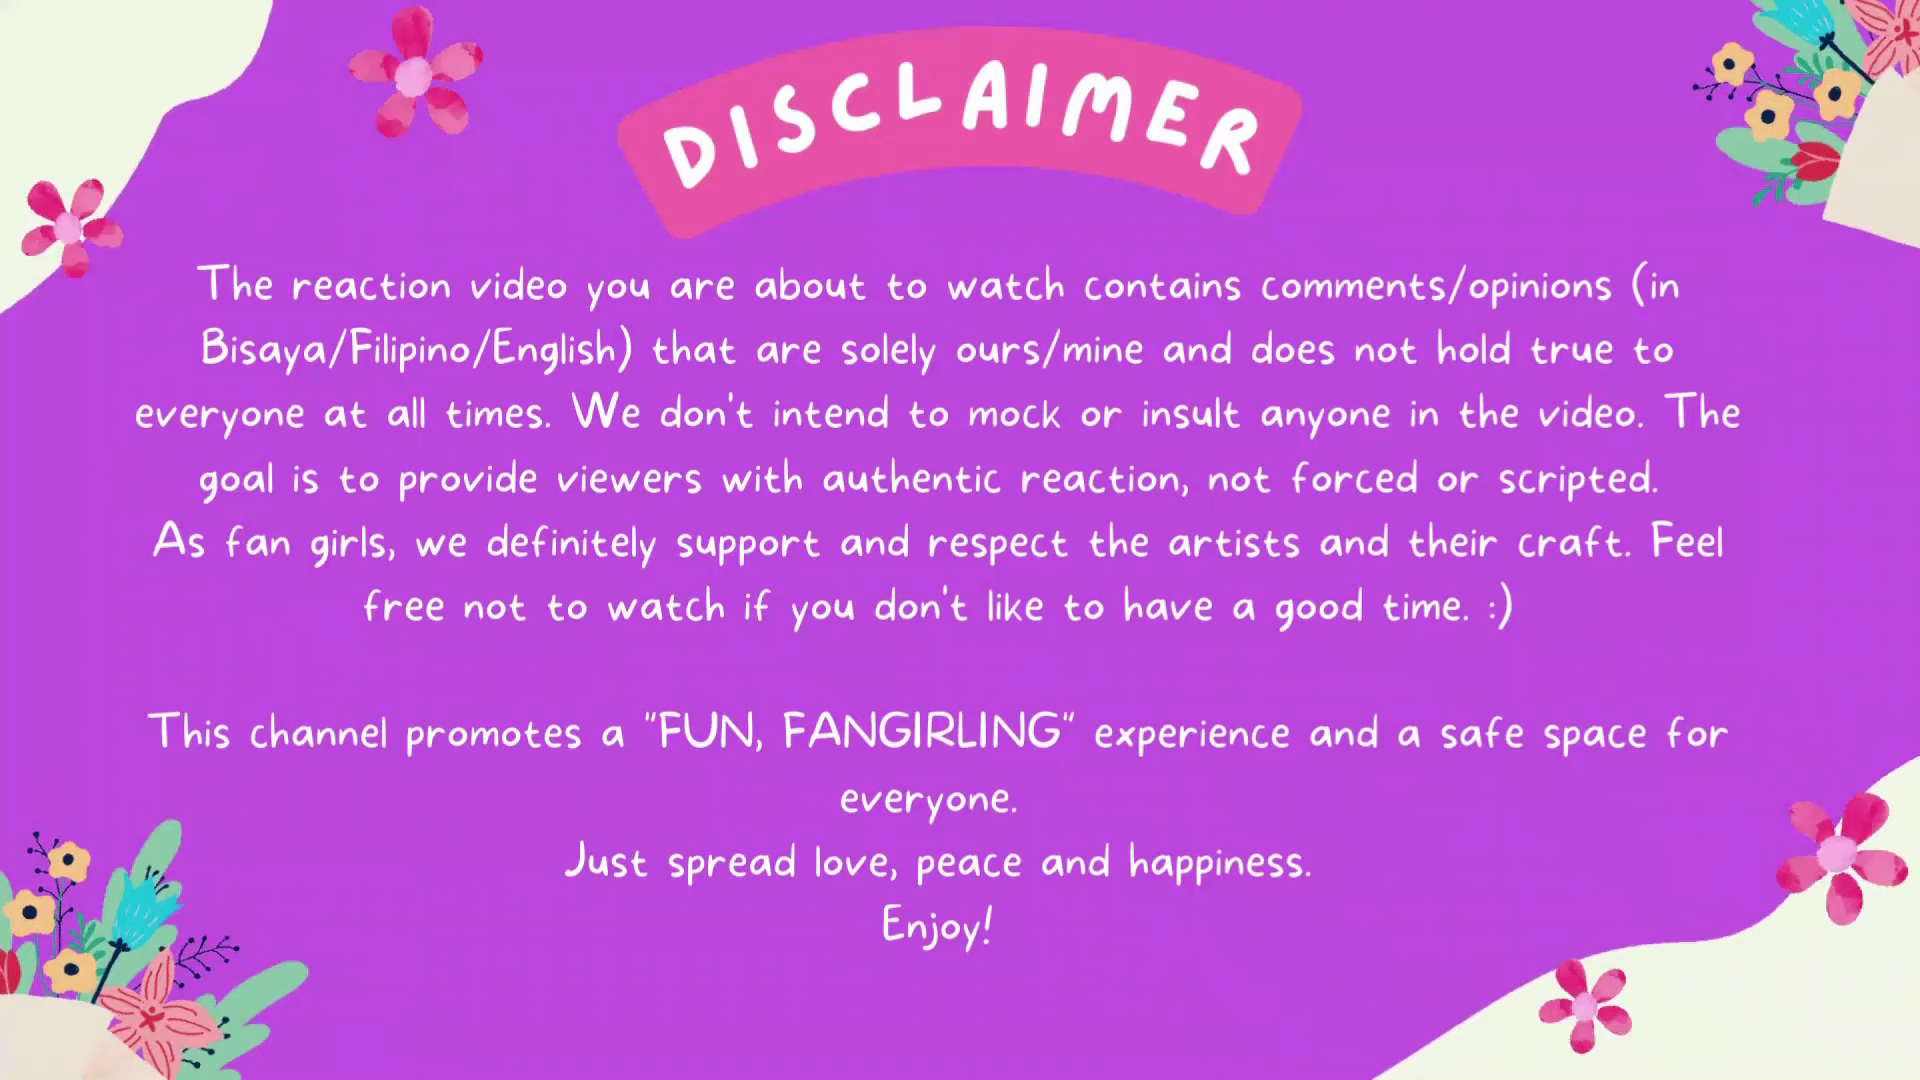 DISCLAIMER
The reaction video you are about to watch contains comments/opinions (in
Bisaya/Filipino/English) that are solely ours/mine and does not hold true to
everyone at all times. We don't intend to mock or insult anyone in the video. The
goal is to provide viewers with authentic reaction, not forced or scripted.
As fan girls, we definitely support and respect the artists and their craft. Feel
free not to watch if you don't like to have a good time. :)
This channel promotes a "FUN, FANGIRLING" experience and a safe space for
everyone.
Just spread love, peace and happiness.
Enjoy!